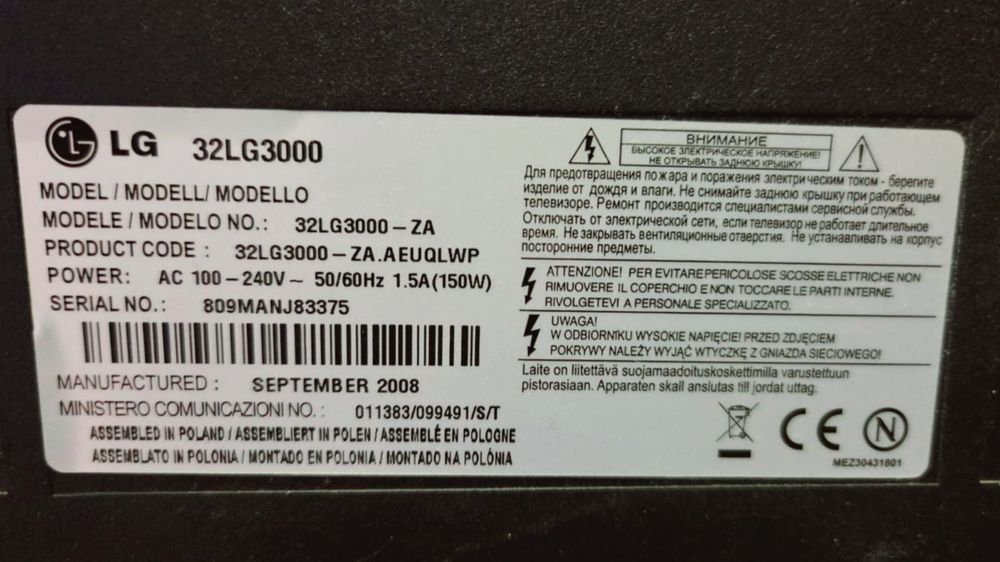 LG 32LG3000
MODEL / MODELL/ MODELLO
MODELE / MODELO NO.: 32LG3000-ZA
PRODUCT CODE : 32LG3000-ZA.AEUQLWP
POWER: AC 100-240V~ 50/60Hz 1.5A(150W)
SERIAL NO.: 809MANJ83375
MANUFACTURED : SEPTEMBER 2008
MINISTERO COMUNICAZIONI NO. : 011383/099491/S/T
ASSEMBLED IN POLAND / ASSEMBLIERT IN POLEN / ASSEMBLÉ EN POLOGNE
ASSEMBLATO IN POLONIA / MONTADO EN POLONIA / MONTADO NA POLÓNIA
ВНИМАНИЕ
ВЫСОКОЕ ЭЛЕКТРИЧЕСКОЕ НАПРЯЖЕНИЕ!
НЕ ОТКРЫВАТЬ ЗАДНЮЮ КРЫШКУ!
Для предотвращения пожара и поражения электрическим током - берегите
изделие от дождя и влаги. Не снимайте заднюю крышку при работающем
телевизоре. Ремонт производится специалистами сервисной службы.
Отключать от электрической сети, если телевизор не работает длительное
время. Не закрывать вентиляционные отверстия. Не устанавливать на корпус
посторонние предметы.
ATTENZIONE! PER EVITARE PERICOLOSE SCOSSE ELETTRICHE NON
RIMUOVERE IL COPERCHIO E NON TOCCARE LE PARTI INTERNE.
RIVOLGETEVI A PERSONALE SPECIALIZZATO.
UWAGA!
W ODBIORNIKU WYSOKIE NAPIĘCIE! PRZED ZDJĘCIEM
POKRYWY NALEŻY WYJĄĆ WTYCZKĘ Z GNIAZDA SIECIOWEGO!
Laite on liitettävä suojamaadoituskoskettimilla varustettuun
pistorasiaan. Apparaten skall anslutas till jordat uttag.
CE N
MEZ30431801